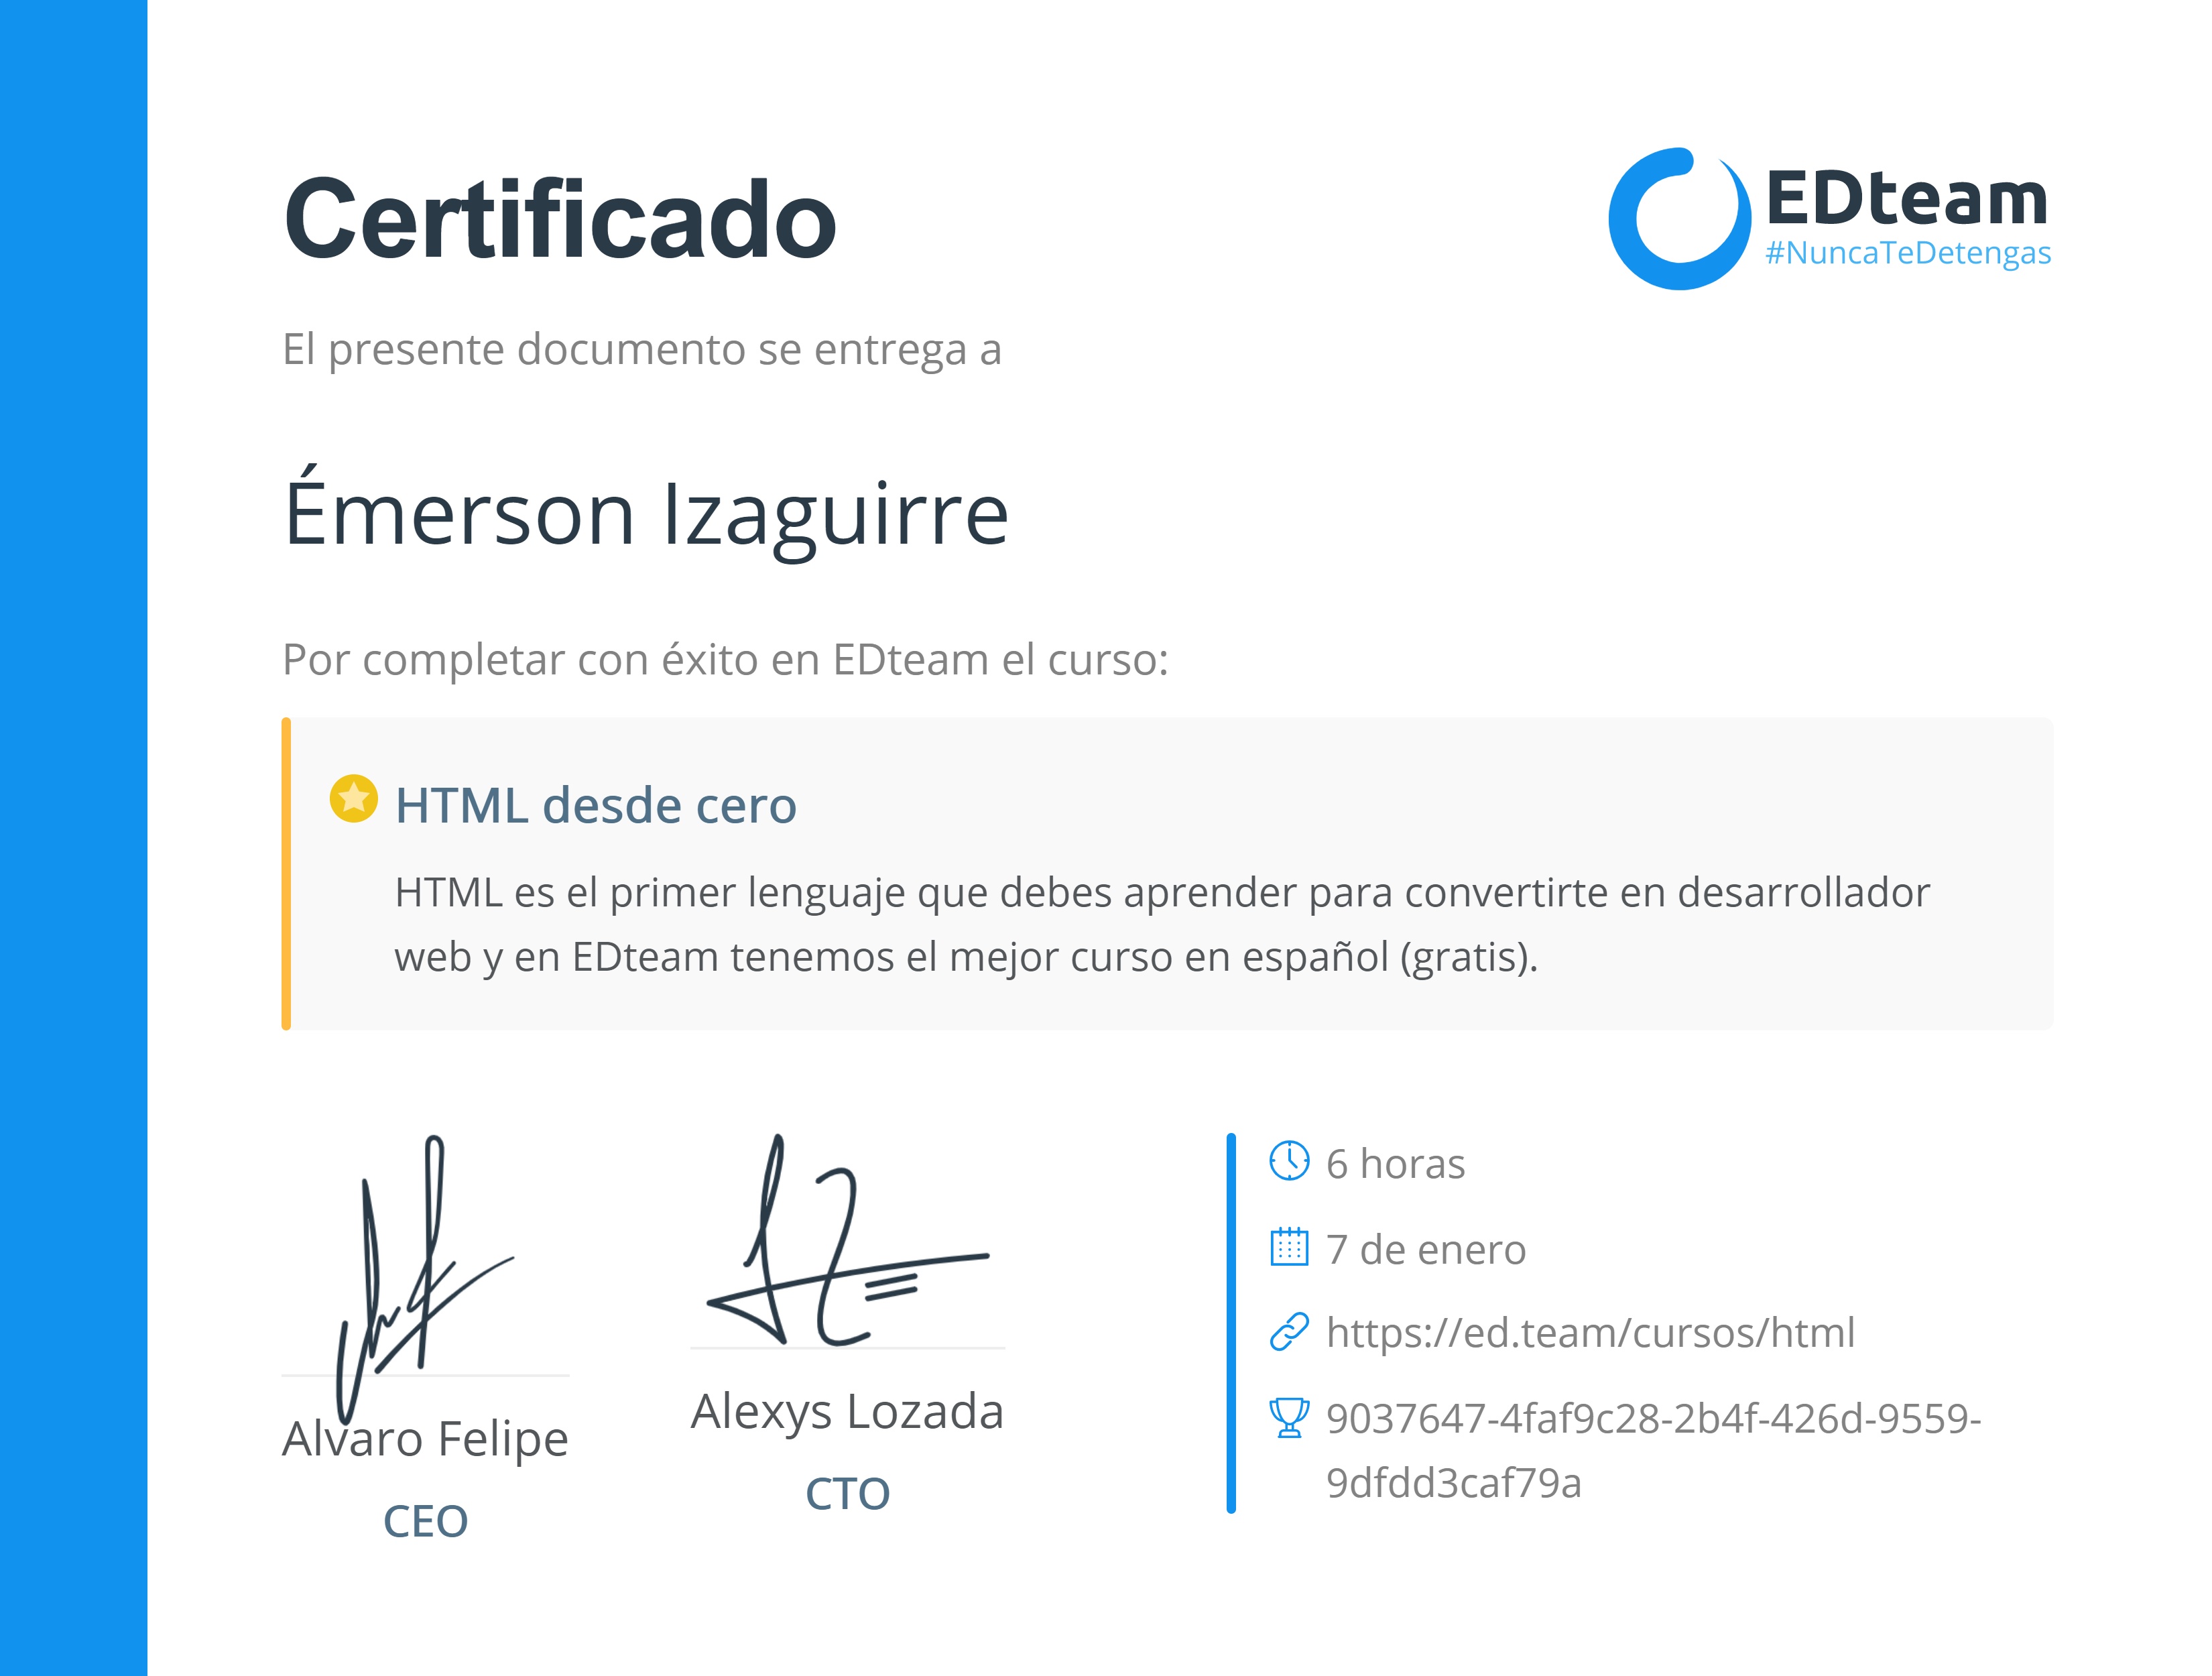 Certificado
EDteam
#NuncaTeDetengas
El presente documento se entrega a
Émerson Izaguirre
Por completar con éxito en EDteam el curso:
HTML desde cero
HTML es el primer lenguaje que debes aprender para convertirte en desarrollador
web y en EDteam tenemos el mejor curso en español (gratis).
Alvaro Felipe
CEO
Alexys Lozada
CTO
6 horas
7 de enero
https://ed.team/cursos/html
9037647-4faf9c28-2b4f-426d-9559-
9dfdd3caf79a